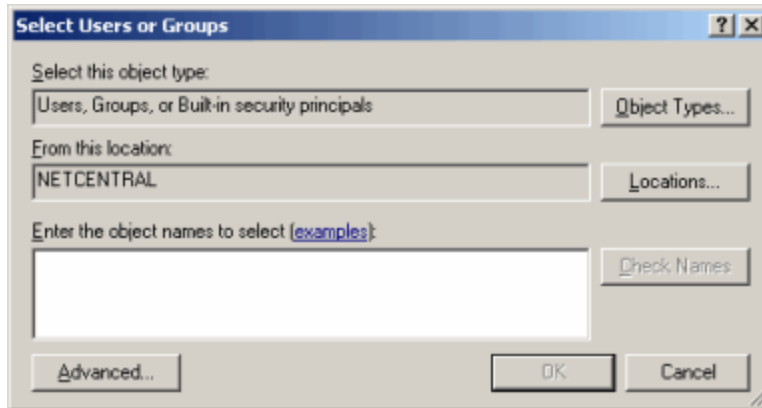 Select Users or Groups
Select this object type:
Users, Groups, or Built-in security principals
Object Types...
From this location:
NETCENTRAL
Locations...
Enter the object names to select (examples):
Check Names
Advanced...
OK
Cancel